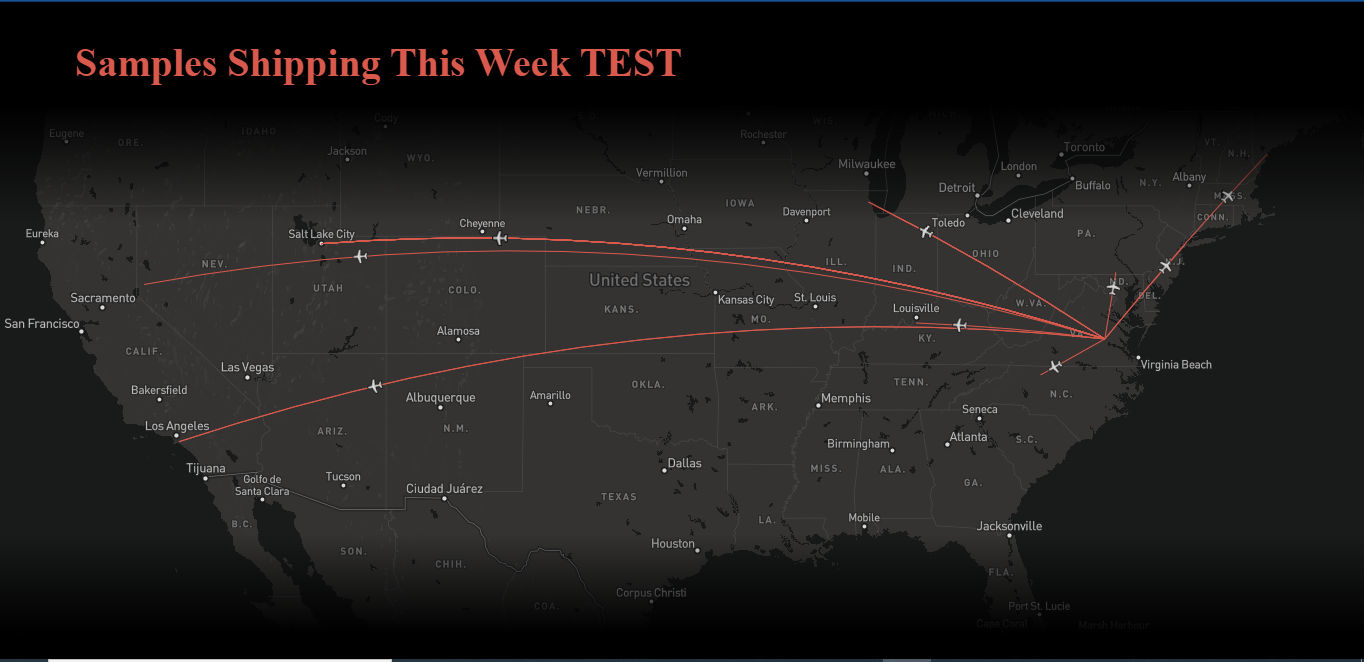 Samples Shipping This Week TEST
Cody
S.D.
WIS.
Eugene
ORE.
IDAHO
Rochester
VT.
Toronto
N.H.
Jackson
WYO.
Milwaukee
London
Vermillion
Detroit
Buffalo
N.Y.
Albany
MASS.
IOWA
NEBR.
Davenport
Cleveland
CONN.
Omaha
Toledo
Cheyenne
Eureka
Salt Lake City
PA.
OHIO
NEV.
ILL.
IND.
N.J.
United States
MD.
UTAH
COLO.
DEL.
Sacramento
Kansas City
St. Louis
W.VA.
KANS.
Louisville
MO.
San Francisco
Alamosa
VA.
KY.
CALIF.
Las Vegas
Virginia Beach
OKLA.
TENN.
Bakersfield
Albuquerque
Amarillo
N.C.
Memphis
ARK.
Seneca
Los Angeles
ARIZ.
N.M.
Atlanta
S.C.
Birmingham
Dallas
Tijuana
MISS.
ALA.
Golfo de
Santa Clara
Tucson
Ciudad Juárez
GA.
TEXAS
B.C.
LA.
Mobile
Jacksonville
SON.
Houston
CHIH.
FLA.
Corpus Christi
COA.
Port St. Lucie
Cape Coral
Marsh Harbour